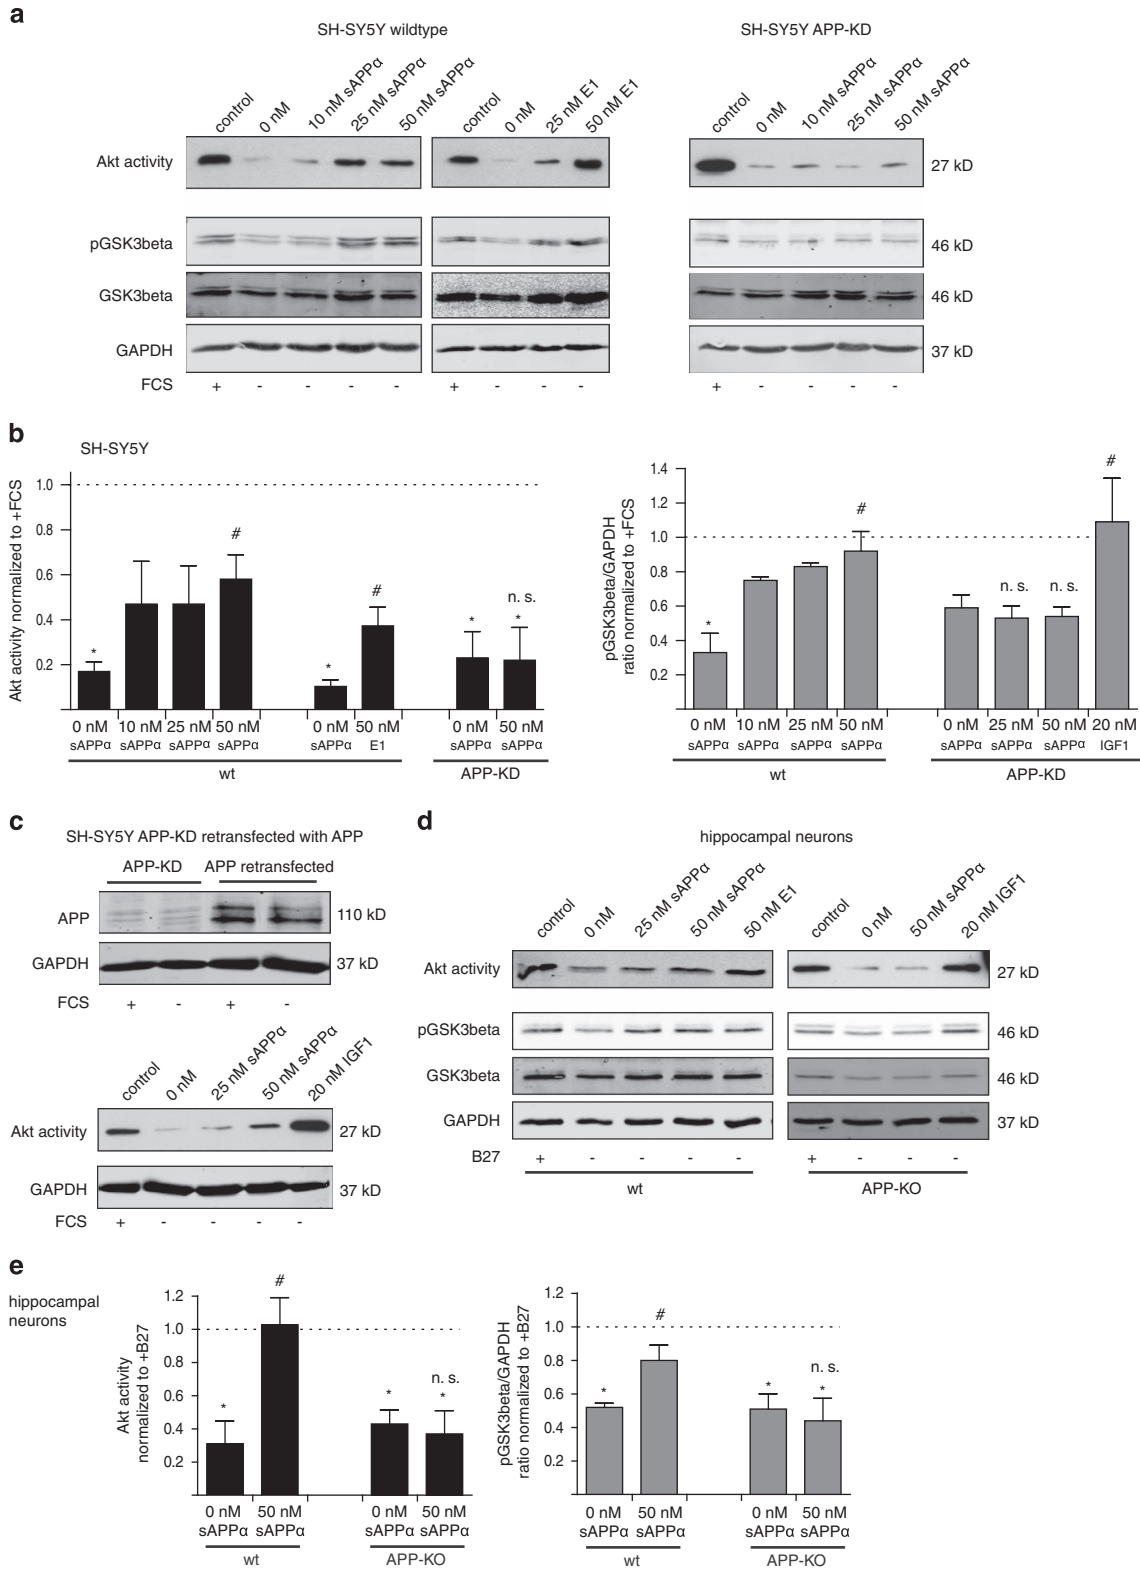 a
SH-SY5Y wildtype
SH-SY5Y APP-KD
control
0 nM
10 nM sAPPα
25 nM sAPPα
50 nM sAPPα
control
0 nM
25 nM E1
50 nM E1
control
0 nM
10 nM sAPPα
25 nM sAPPα
50 nM sAPPα
Akt activity
27 kD
pGSK3beta
46 kD
GSK3beta
46 kD
GAPDH
37 kD
FCS + - - - - + - - - + - - - -
b
SH-SY5Y
Akt activity normalized to +FCS
1.0
0.8
0.6
0.4
0.2
* # * # * n. s. *
0 nM 10 nM 25 nM 50 nM 0 nM 50 nM 0 nM 50 nM
sAPPα sAPPα sAPPα sAPPα sAPPα E1 sAPPα sAPPα
wt APP-KD
pGSK3beta/GAPDH
ratio normalized to +FCS
1.4
1.2
1.0
0.8
0.6
0.4
0.2
* # n. s. n. s. #
0 nM 10 nM 25 nM 50 nM 0 nM 25 nM 50 nM 20 nM
sAPPα sAPPα sAPPα sAPPα sAPPα sAPPα sAPPα IGF1
wt APP-KD
c
SH-SY5Y APP-KD retransfected with APP
APP-KD APP retransfected
APP 110 kD
GAPDH 37 kD
FCS + - + -
control
0 nM
25 nM sAPPα
50 nM sAPPα
20 nM IGF1
Akt activity 27 kD
GAPDH 37 kD
FCS + - - - -
d
hippocampal neurons
control
0 nM
25 nM sAPPα
50 nM sAPPα
50 nM E1
control
0 nM
50 nM sAPPα
20 nM IGF1
Akt activity 27 kD
pGSK3beta 46 kD
GSK3beta 46 kD
GAPDH 37 kD
B27 + - - - - + - - -
wt APP-KO
e
hippocampal
neurons
Akt activity
normalized to +B27
1.2
1.0
0.8
0.6
0.4
0.2
* # * n. s. *
0 nM 50 nM 0 nM 50 nM
sAPPα sAPPα sAPPα sAPPα
wt APP-KO
pGSK3beta/GAPDH
ratio normalized to +B27
1.2
1.0
0.8
0.6
0.4
0.2
* # * n. s. *
0 nM 50 nM 0 nM 50 nM
sAPPα sAPPα sAPPα sAPPα
wt APP-KO